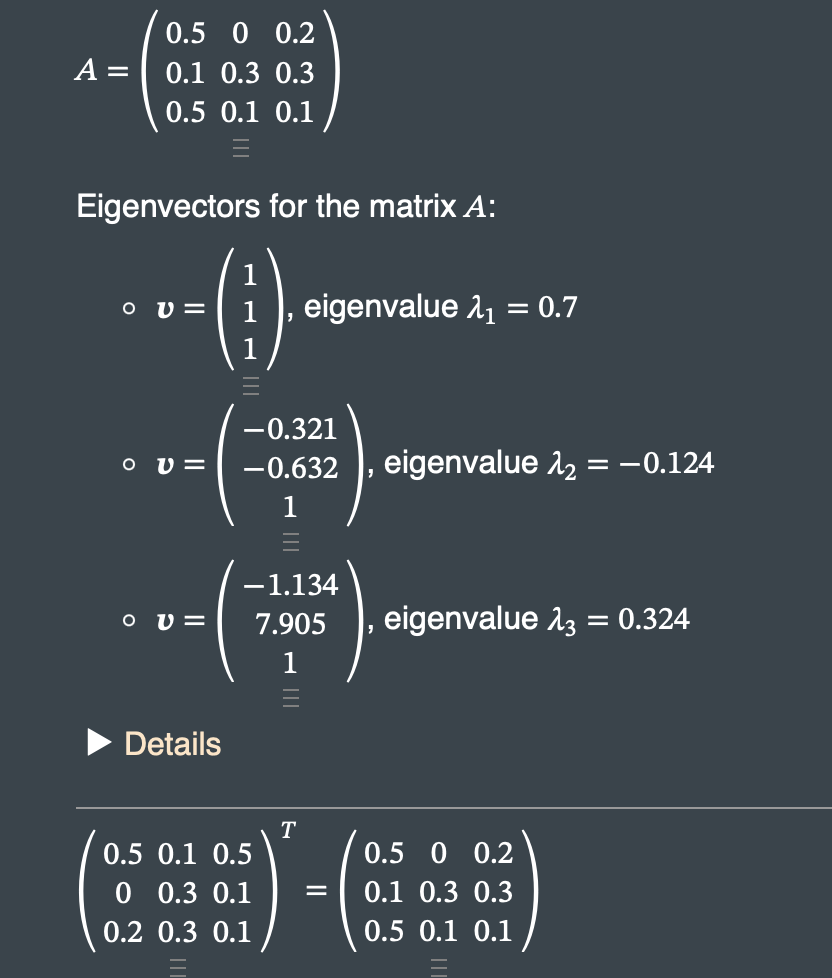 A = ( 0.5 0 0.2
0.1 0.3 0.3
0.5 0.1 0.1 )
Eigenvectors for the matrix A:
v = ( 1
1
1 ), eigenvalue λ₁ = 0.7
v = ( −0.321
−0.632
1 ), eigenvalue λ₂ = −0.124
v = ( −1.134
7.905
1 ), eigenvalue λ₃ = 0.324
▶ Details
( 0.5 0.1 0.5
0 0.3 0.1
0.2 0.3 0.1 )ᵀ = ( 0.5 0 0.2
0.1 0.3 0.3
0.5 0.1 0.1 )